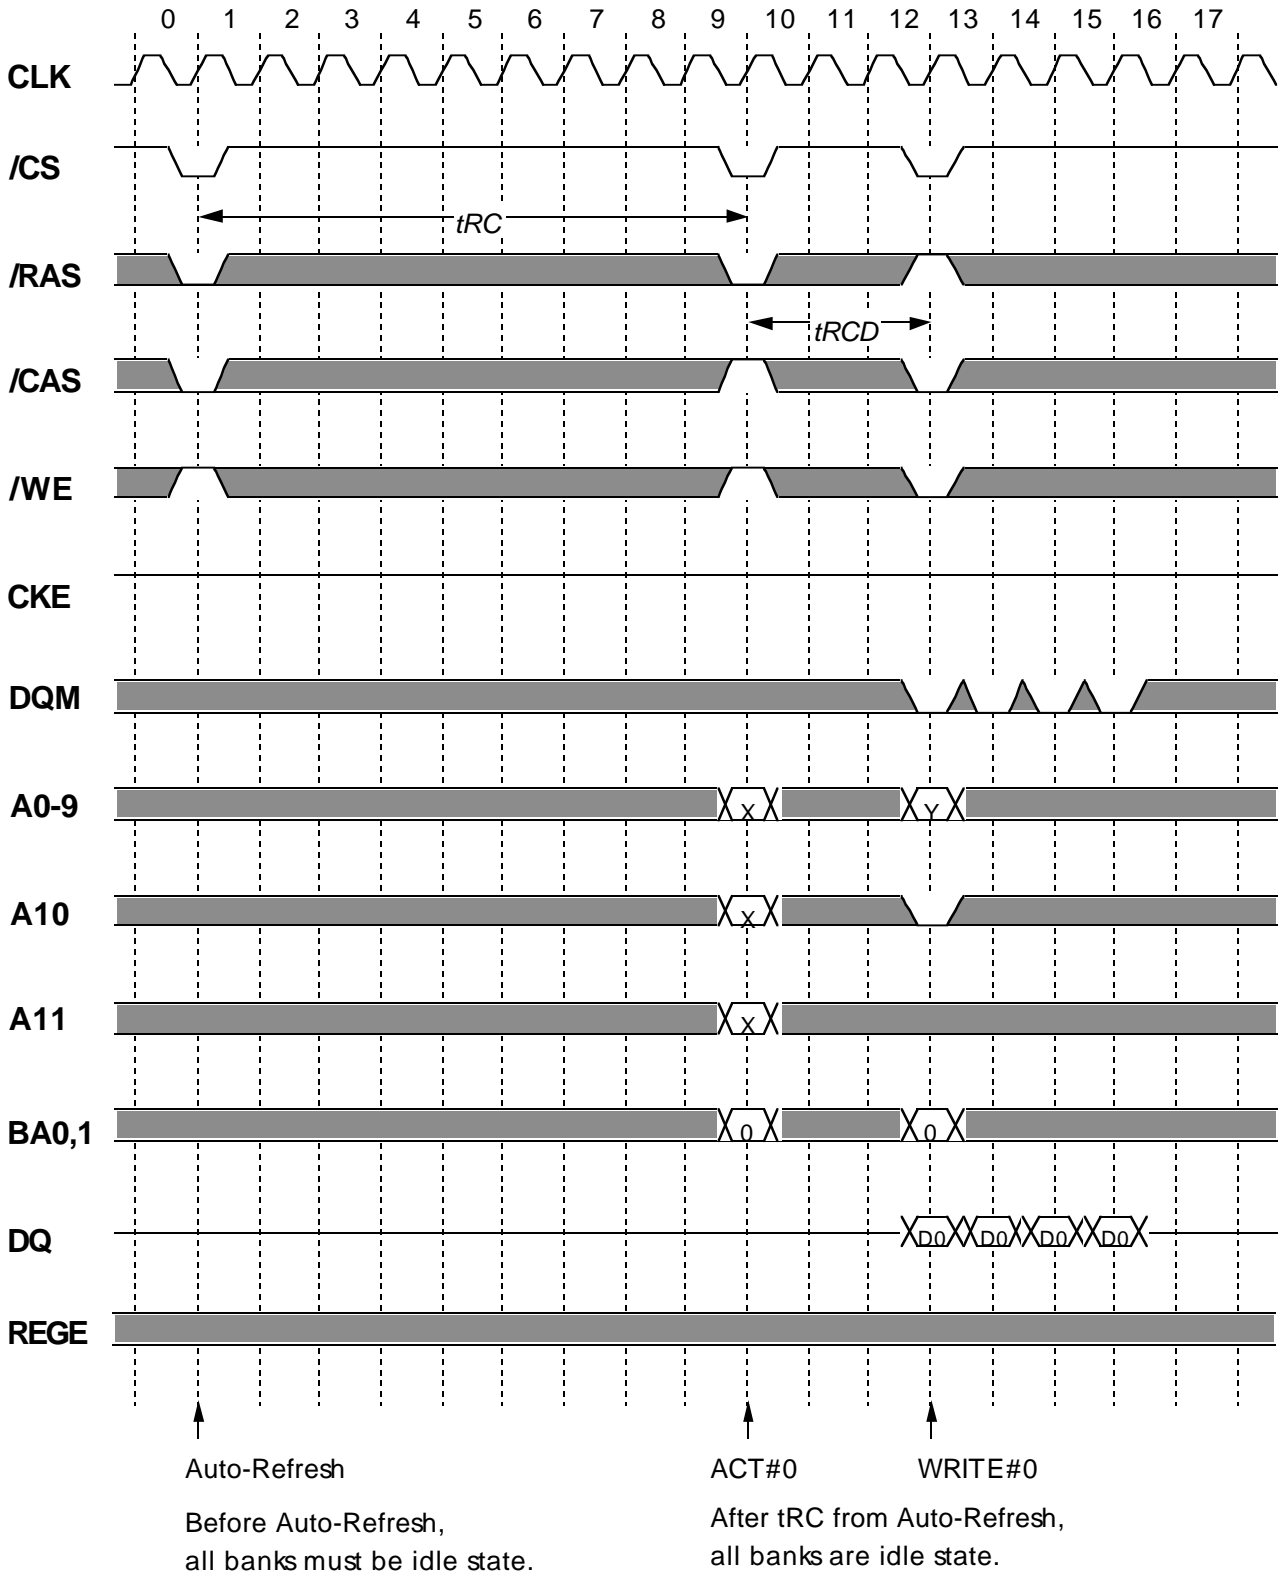 0 1 2 3 4 5 6 7 8 9 10 11 12 13 14 15 16 17
CLK
/CS
tRC
/RAS
tRCD
/CAS
/WE
CKE
DQM
A0-9 X Y
A10 X
A11 X
BA0,1 0 0
DQ D0 D0 D0 D0
REGE
Auto-Refresh ACT#0 WRITE#0
Before Auto-Refresh,
all banks must be idle state.
After tRC from Auto-Refresh,
all banks are idle state.